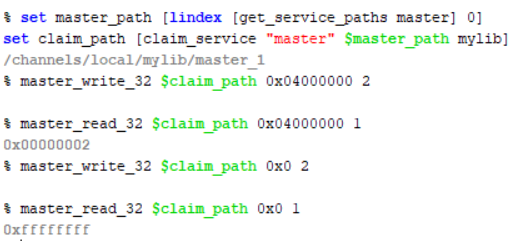 % set master_path [lindex [get_service_paths master] 0]
set claim_path [claim_service "master" $master_path mylib]
/channels/local/mylib/master_1
% master_write_32 $claim_path 0x04000000 2
% master_read_32 $claim_path 0x04000000 1
0x00000002
% master_write_32 $claim_path 0x0 2
% master_read_32 $claim_path 0x0 1
0xffffffff